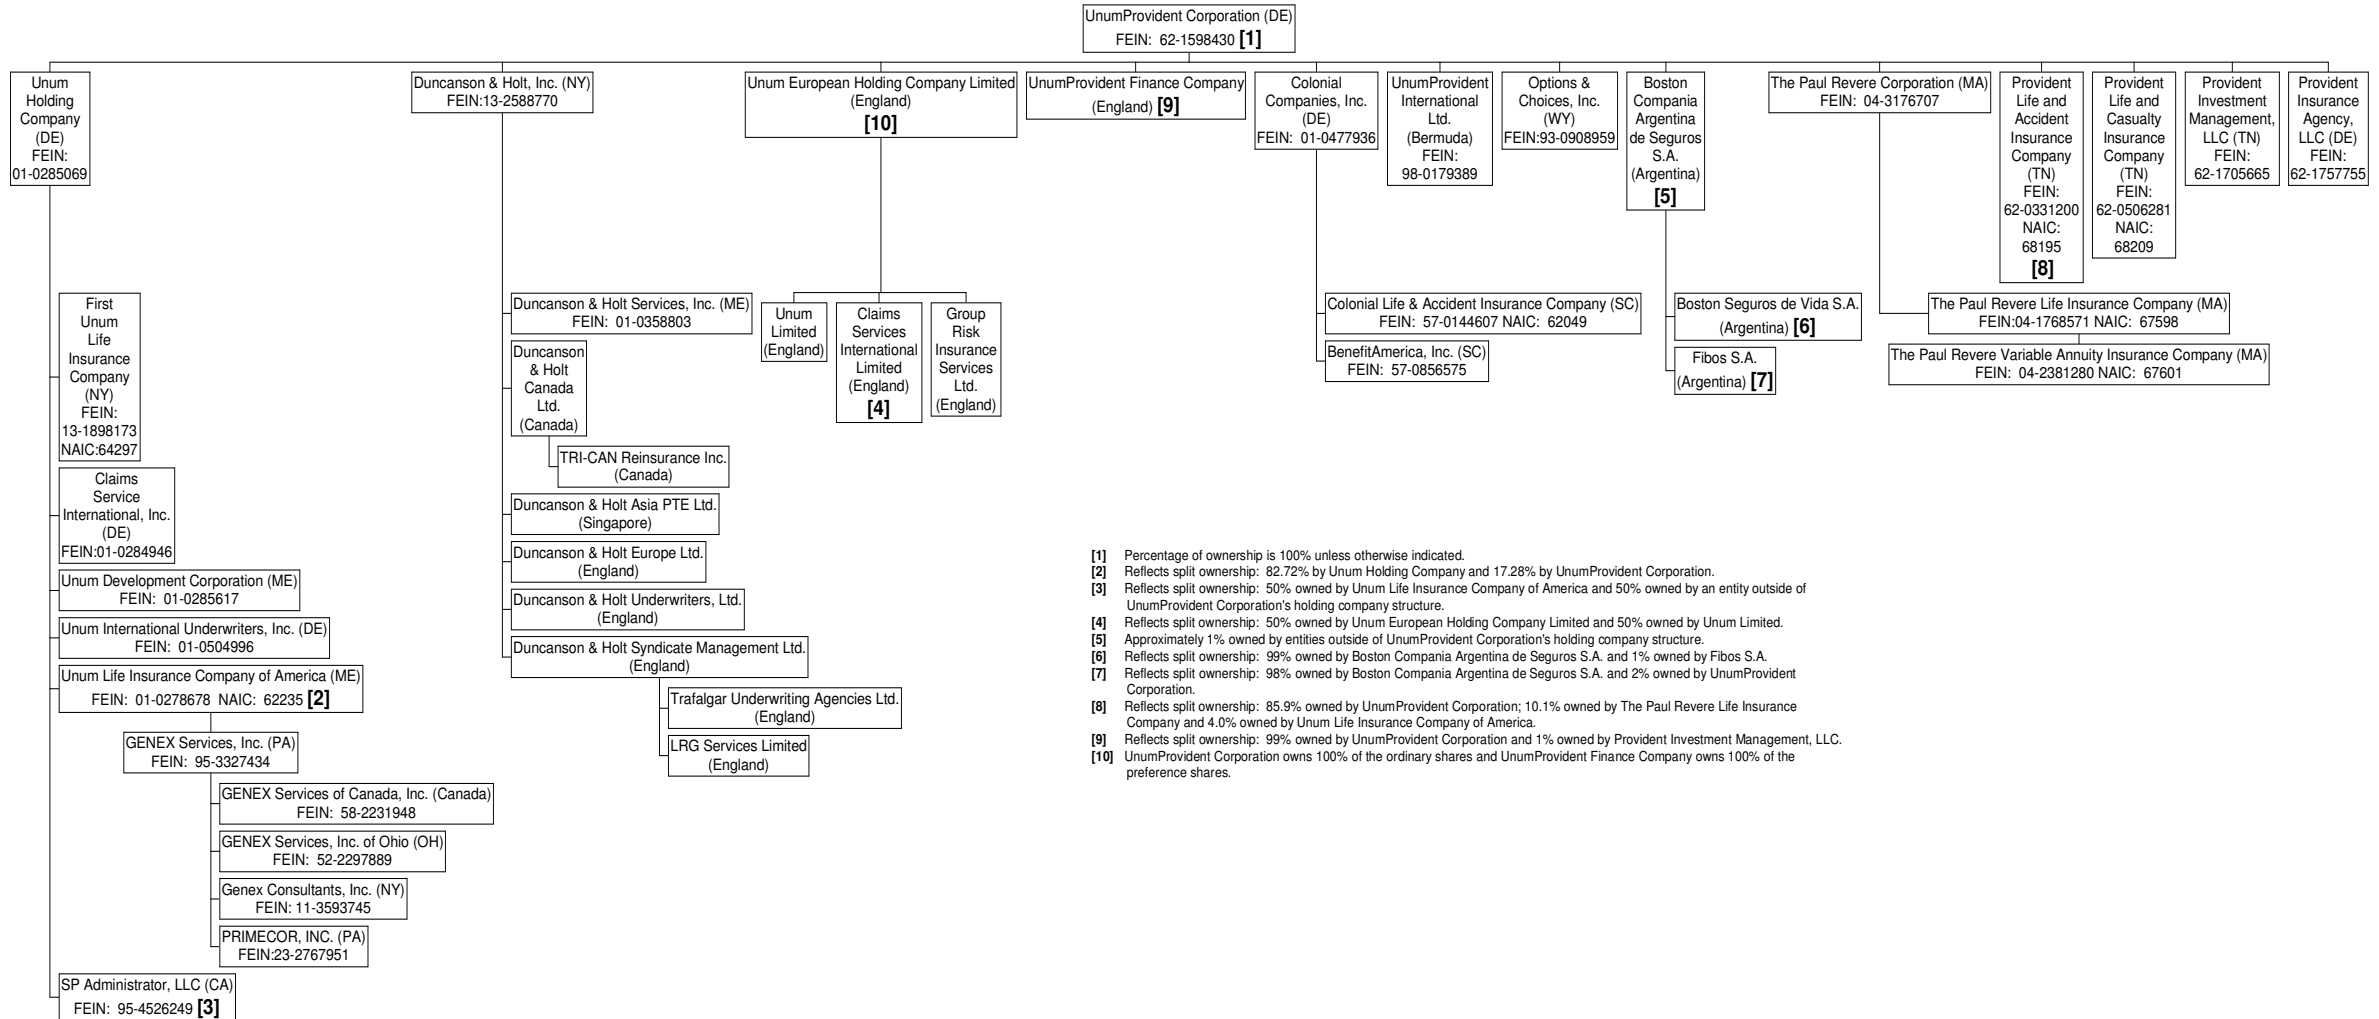 UnumProvident Corporation (DE)
FEIN: 62-1598430 [1]
Unum
Holding
Company
(DE)
FEIN:
01-0285069
Duncanson & Holt, Inc. (NY)
FEIN:13-2588770
Unum European Holding Company Limited
(England)
[10]
UnumProvident Finance Company
(England) [9]
Colonial
Companies, Inc.
(DE)
FEIN: 01-0477936
UnumProvident
International
Ltd.
(Bermuda)
FEIN:
98-0179389
Options &
Choices, Inc.
(WY)
FEIN:93-0908959
Boston
Compania
Argentina
de Seguros
S.A.
(Argentina)
[5]
The Paul Revere Corporation (MA)
FEIN: 04-3176707
Provident
Life and
Accident
Insurance
Company
(TN)
FEIN:
62-0331200
NAIC:
68195
[8]
Provident
Life and
Casualty
Insurance
Company
(TN)
FEIN:
62-0506281
NAIC:
68209
Provident
Investment
Management,
LLC (TN)
FEIN:
62-1705665
Provident
Insurance
Agency,
LLC (DE)
FEIN:
62-1757755
First
Unum
Life
Insurance
Company
(NY)
FEIN:
13-1898173
NAIC:64297
Claims
Service
International, Inc.
(DE)
FEIN:01-0284946
Unum Development Corporation (ME)
FEIN: 01-0285617
Unum International Underwriters, Inc. (DE)
FEIN: 01-0504996
Unum Life Insurance Company of America (ME)
FEIN: 01-0278678 NAIC: 62235 [2]
GENEX Services, Inc. (PA)
FEIN: 95-3327434
GENEX Services of Canada, Inc. (Canada)
FEIN: 58-2231948
GENEX Services, Inc. of Ohio (OH)
FEIN: 52-2297889
Genex Consultants, Inc. (NY)
FEIN: 11-3593745
PRIMECOR, INC. (PA)
FEIN:23-2767951
SP Administrator, LLC (CA)
FEIN: 95-4526249 [3]
Duncanson & Holt Services, Inc. (ME)
FEIN: 01-0358803
Duncanson
& Holt
Canada
Ltd.
(Canada)
TRI-CAN Reinsurance Inc.
(Canada)
Duncanson & Holt Asia PTE Ltd.
(Singapore)
Duncanson & Holt Europe Ltd.
(England)
Duncanson & Holt Underwriters, Ltd.
(England)
Duncanson & Holt Syndicate Management Ltd.
(England)
Trafalgar Underwriting Agencies Ltd.
(England)
LRG Services Limited
(England)
Unum
Limited
(England)
Claims
Services
International
Limited
(England)
[4]
Group
Risk
Insurance
Services
Ltd.
(England)
Colonial Life & Accident Insurance Company (SC)
FEIN: 57-0144607 NAIC: 62049
BenefitAmerica, Inc. (SC)
FEIN: 57-0856575
Boston Seguros de Vida S.A.
(Argentina) [6]
Fibos S.A.
(Argentina) [7]
The Paul Revere Life Insurance Company (MA)
FEIN:04-1768571 NAIC: 67598
The Paul Revere Variable Annuity Insurance Company (MA)
FEIN: 04-2381280 NAIC: 67601
[1] Percentage of ownership is 100% unless otherwise indicated.
[2] Reflects split ownership: 82.72% by Unum Holding Company and 17.28% by UnumProvident Corporation.
[3] Reflects split ownership: 50% owned by Unum Life Insurance Company of America and 50% owned by an entity outside of
UnumProvident Corporation's holding company structure.
[4] Reflects split ownership: 50% owned by Unum European Holding Company Limited and 50% owned by Unum Limited.
[5] Approximately 1% owned by entities outside of UnumProvident Corporation's holding company structure.
[6] Reflects split ownership: 99% owned by Boston Compania Argentina de Seguros S.A. and 1% owned by Fibos S.A.
[7] Reflects split ownership: 98% owned by Boston Compania Argentina de Seguros S.A. and 2% owned by UnumProvident
Corporation.
[8] Reflects split ownership: 85.9% owned by UnumProvident Corporation; 10.1% owned by The Paul Revere Life Insurance
Company and 4.0% owned by Unum Life Insurance Company of America.
[9] Reflects split ownership: 99% owned by UnumProvident Corporation and 1% owned by Provident Investment Management, LLC.
[10] UnumProvident Corporation owns 100% of the ordinary shares and UnumProvident Finance Company owns 100% of the
preference shares.